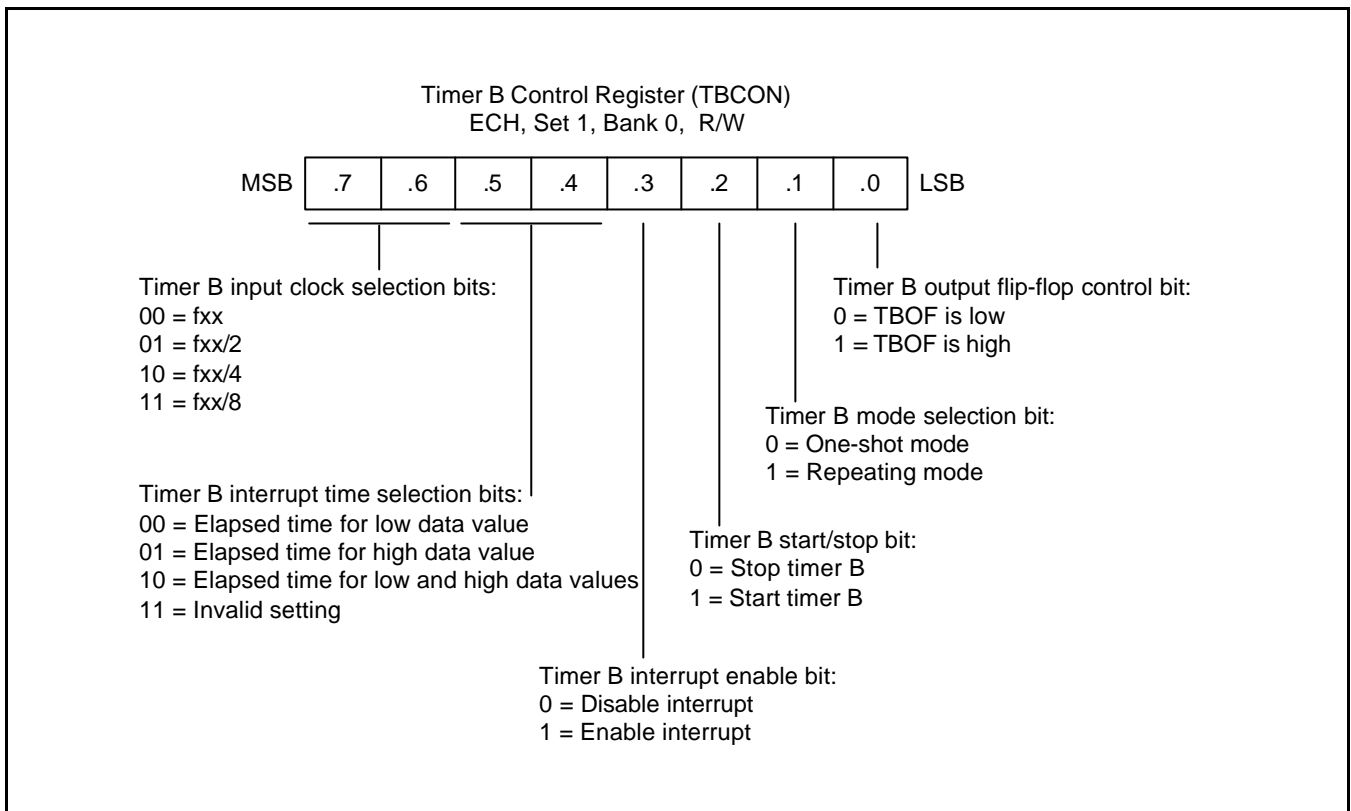 Timer B Control Register (TBCON)
ECH, Set 1, Bank 0, R/W
MSB .7 .6 .5 .4 .3 .2 .1 .0 LSB
Timer B input clock selection bits:
00 = fxx
01 = fxx/2
10 = fxx/4
11 = fxx/8
Timer B output flip-flop control bit:
0 = TBOF is low
1 = TBOF is high
Timer B mode selection bit:
0 = One-shot mode
1 = Repeating mode
Timer B interrupt time selection bits:
00 = Elapsed time for low data value
01 = Elapsed time for high data value
10 = Elapsed time for low and high data values
11 = Invalid setting
Timer B start/stop bit:
0 = Stop timer B
1 = Start timer B
Timer B interrupt enable bit:
0 = Disable interrupt
1 = Enable interrupt